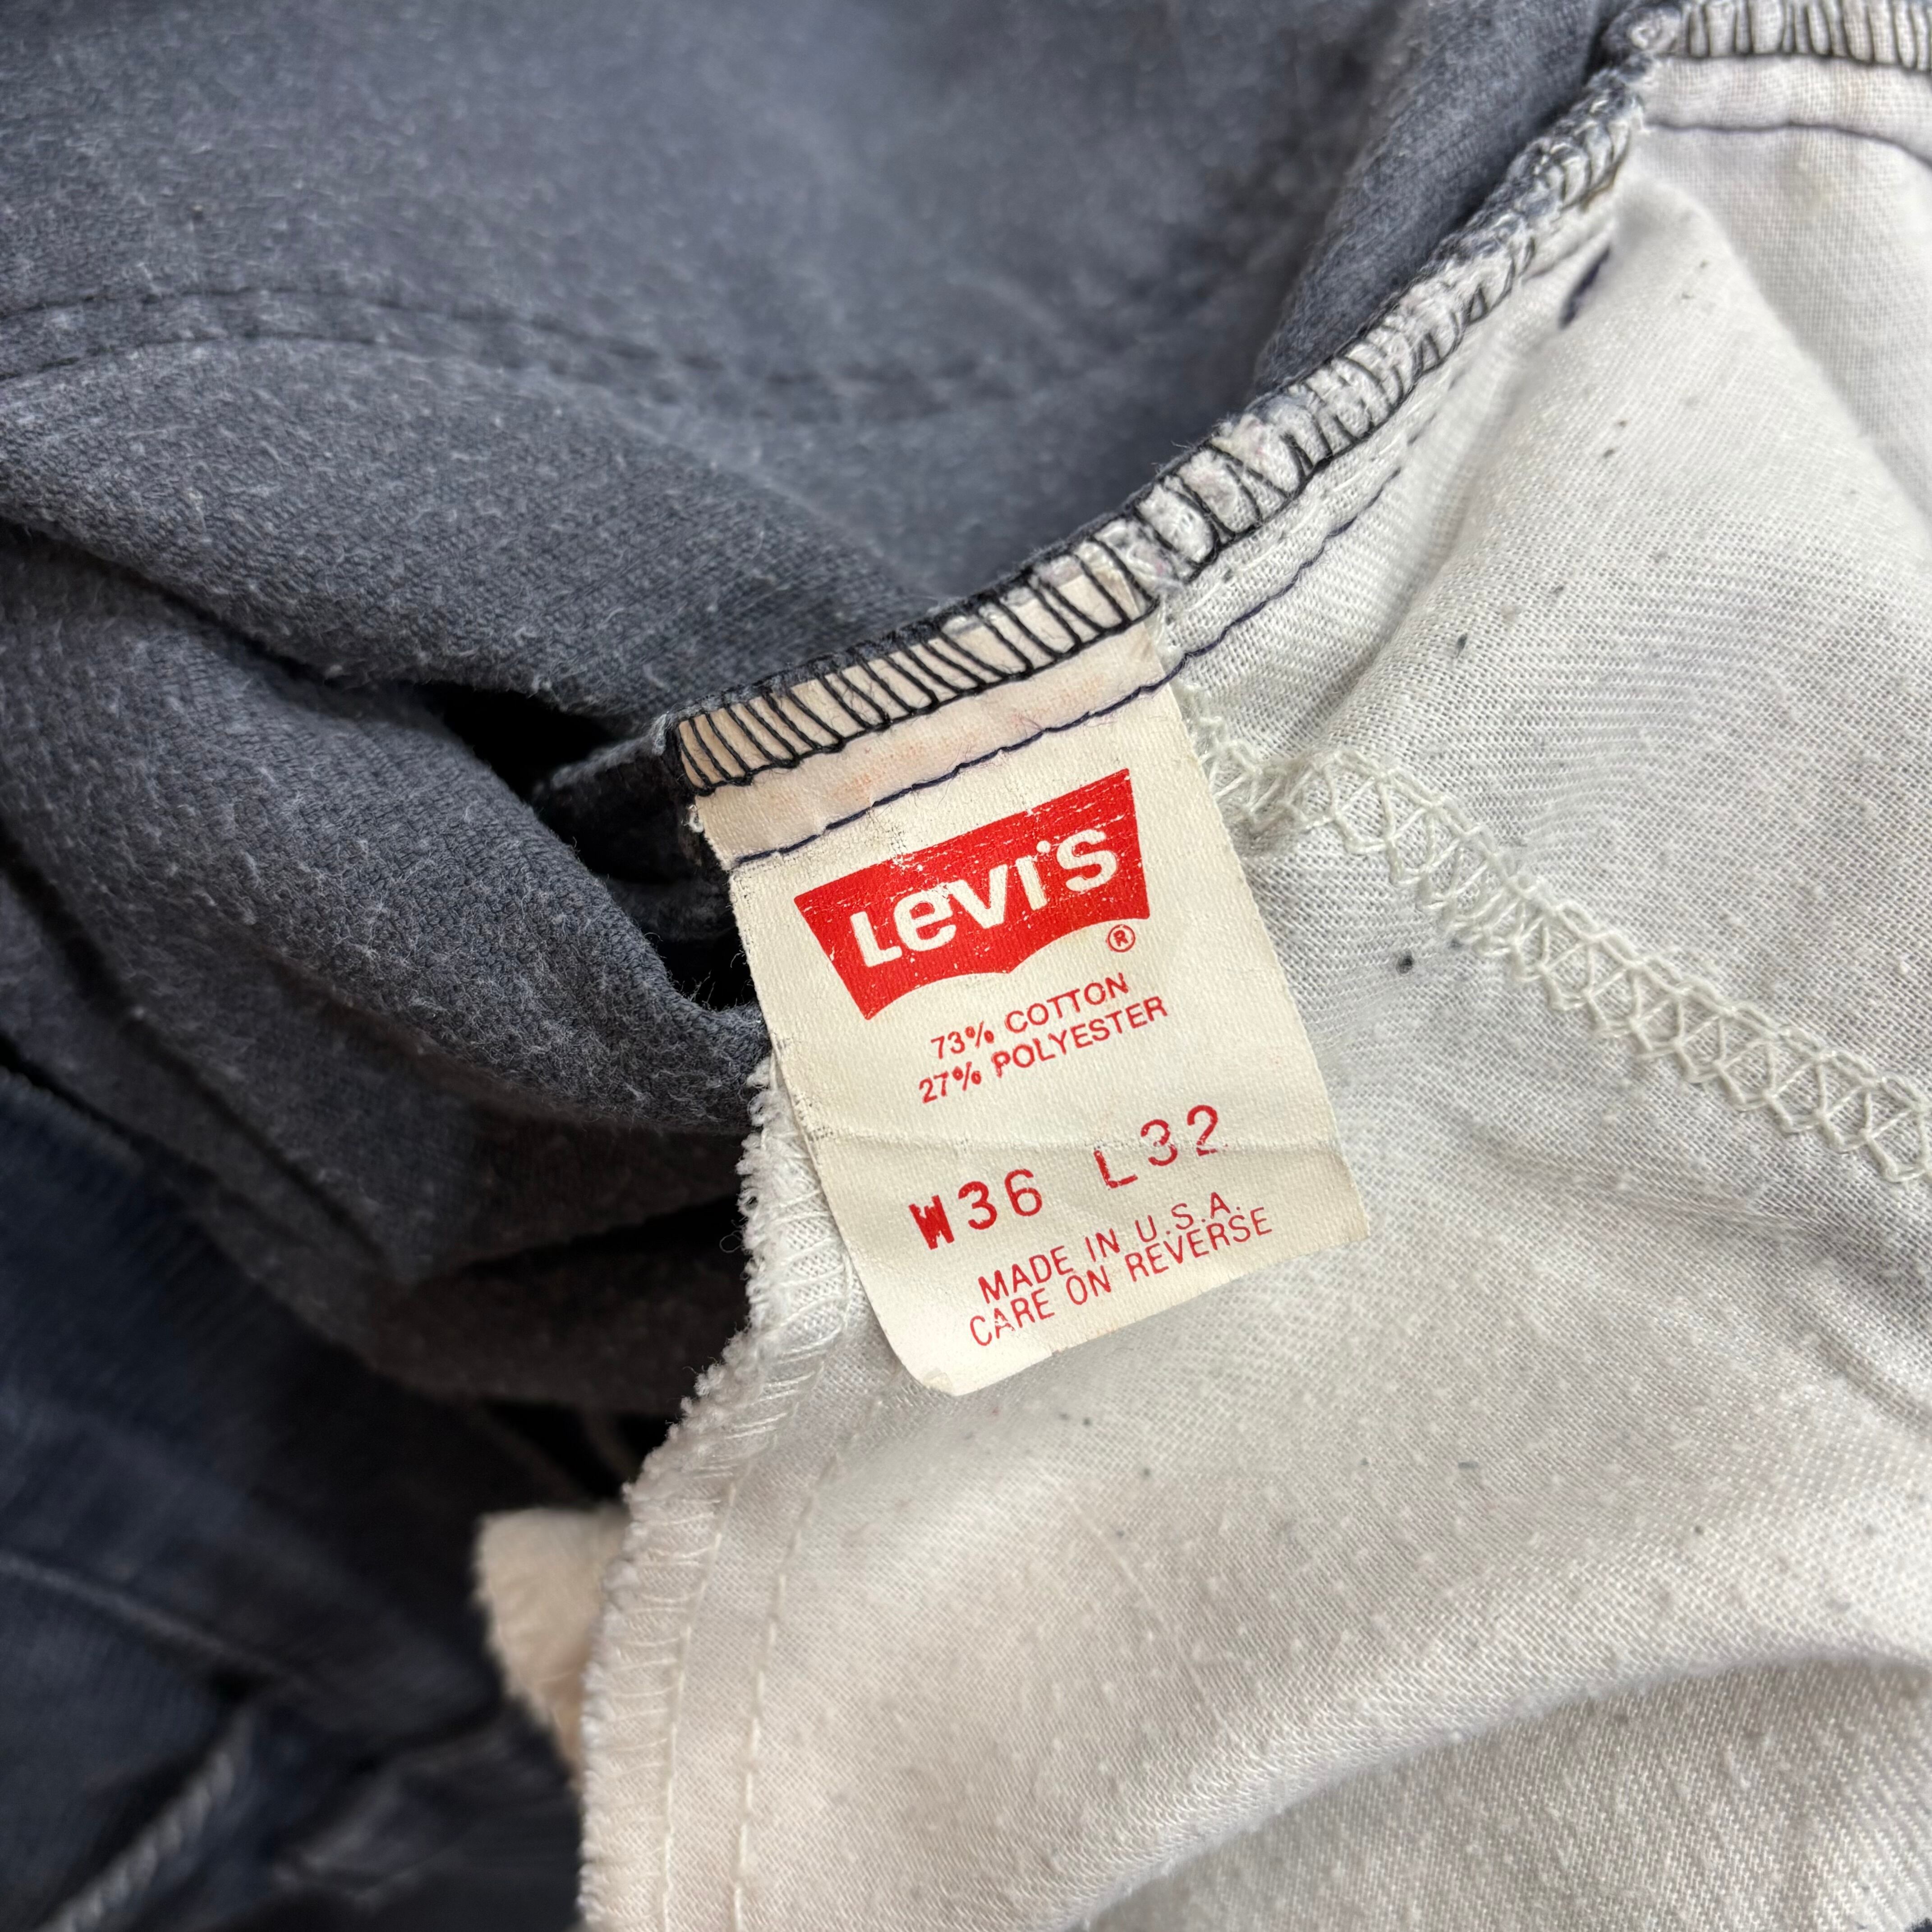 Levi's
®
73% COTTON
27% POLYESTER
W36 L32
MADE IN U.S.A.
CARE ON REVERSE